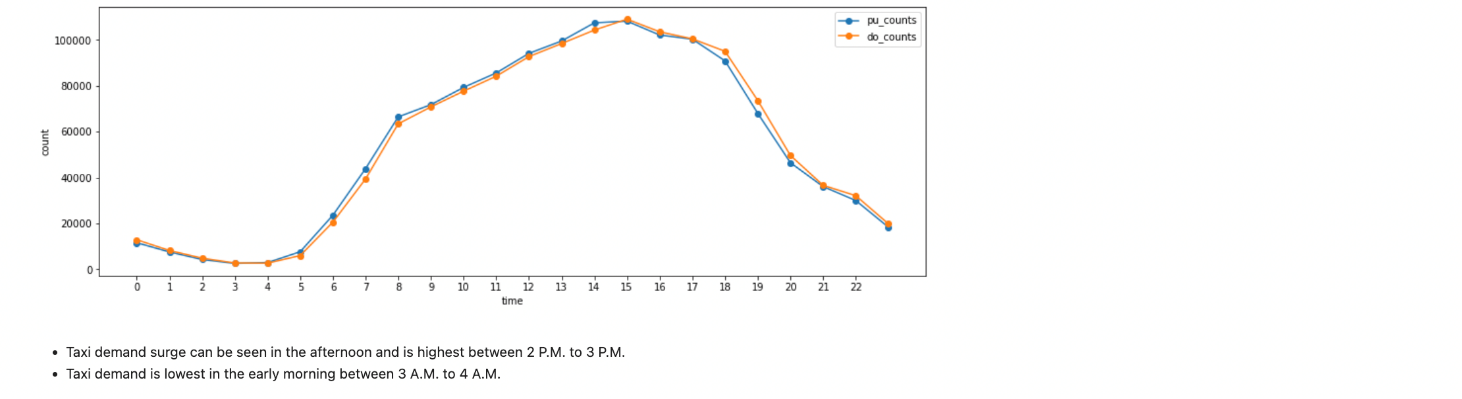 pu_counts
do_counts
100000
80000
60000
40000
20000
0
count
0 1 2 3 4 5 6 7 8 9 10 11 12 13 14 15 16 17 18 19 20 21 22
time
• Taxi demand surge can be seen in the afternoon and is highest between 2 P.M. to 3 P.M.
• Taxi demand is lowest in the early morning between 3 A.M. to 4 A.M.